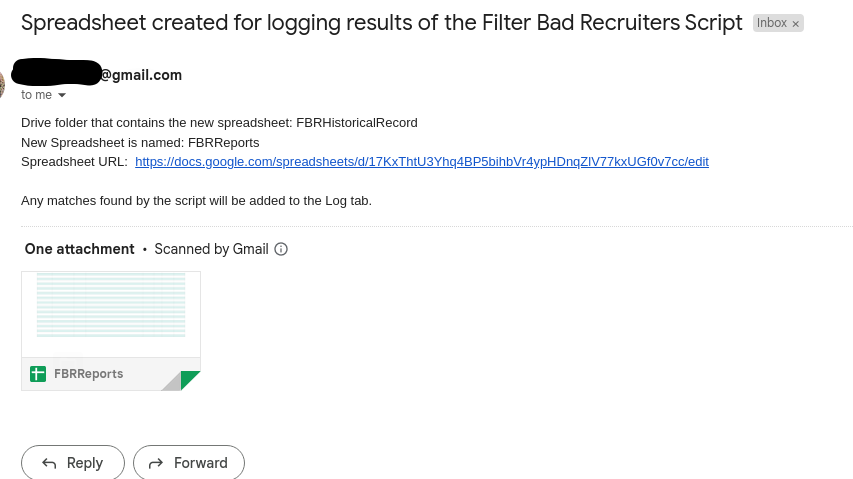 Spreadsheet created for logging results of the Filter Bad Recruiters Script Inbox ×
@gmail.com
to me
Drive folder that contains the new spreadsheet: FBRHistoricalRecord
New Spreadsheet is named: FBRReports
Spreadsheet URL: https://docs.google.com/spreadsheets/d/17KxThtU3Yhq4BP5bihbVr4ypHDnqZlV77kxUGf0v7cc/edit
Any matches found by the script will be added to the Log tab.
One attachment • Scanned by Gmail
FBRReports
Reply Forward